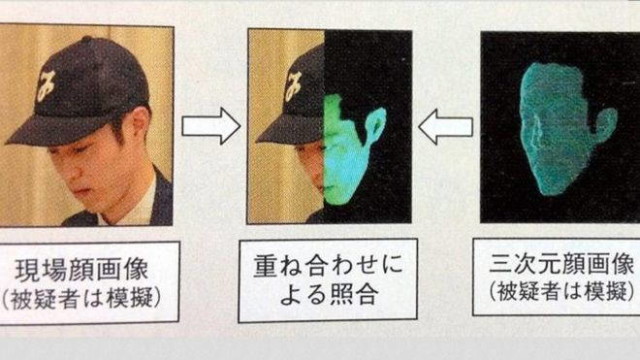 現場顔画像
(被疑者は模擬)
重ね合わせに
よる照合
三次元顔画像
(被疑者は模擬)